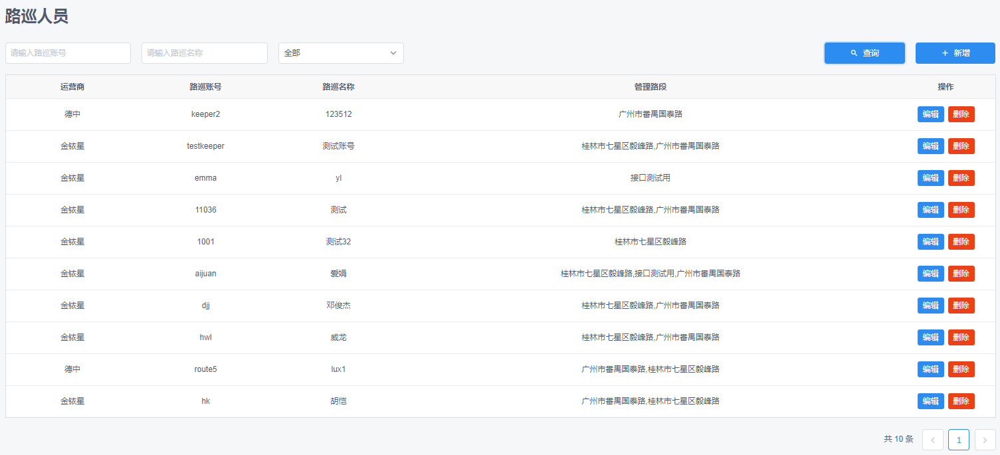 路巡人员
请输入路巡账号 请输入路巡名称 全部 查询 新增
运营商 路巡账号 路巡名称 管理路段 操作
德中 keeper2 123512 广州市番禺国泰路 编辑 删除
金铱星 testkeeper 测试账号 桂林市七星区毅峰路,广州市番禺国泰路 编辑 删除
金铱星 emma yl 接口测试用 编辑 删除
金铱星 11036 测试 桂林市七星区毅峰路,广州市番禺国泰路 编辑 删除
金铱星 1001 测试32 桂林市七星区毅峰路 编辑 删除
金铱星 aijuan 爱娟 桂林市七星区毅峰路,接口测试用,广州市番禺国泰路 编辑 删除
金铱星 djj 邓俊杰 桂林市七星区毅峰路,广州市番禺国泰路 编辑 删除
金铱星 hwl 威龙 桂林市七星区毅峰路,广州市番禺国泰路 编辑 删除
德中 route5 lux1 广州市番禺国泰路,桂林市七星区毅峰路 编辑 删除
金铱星 hk 胡恺 广州市番禺国泰路,桂林市七星区毅峰路 编辑 删除
共 10 条 1